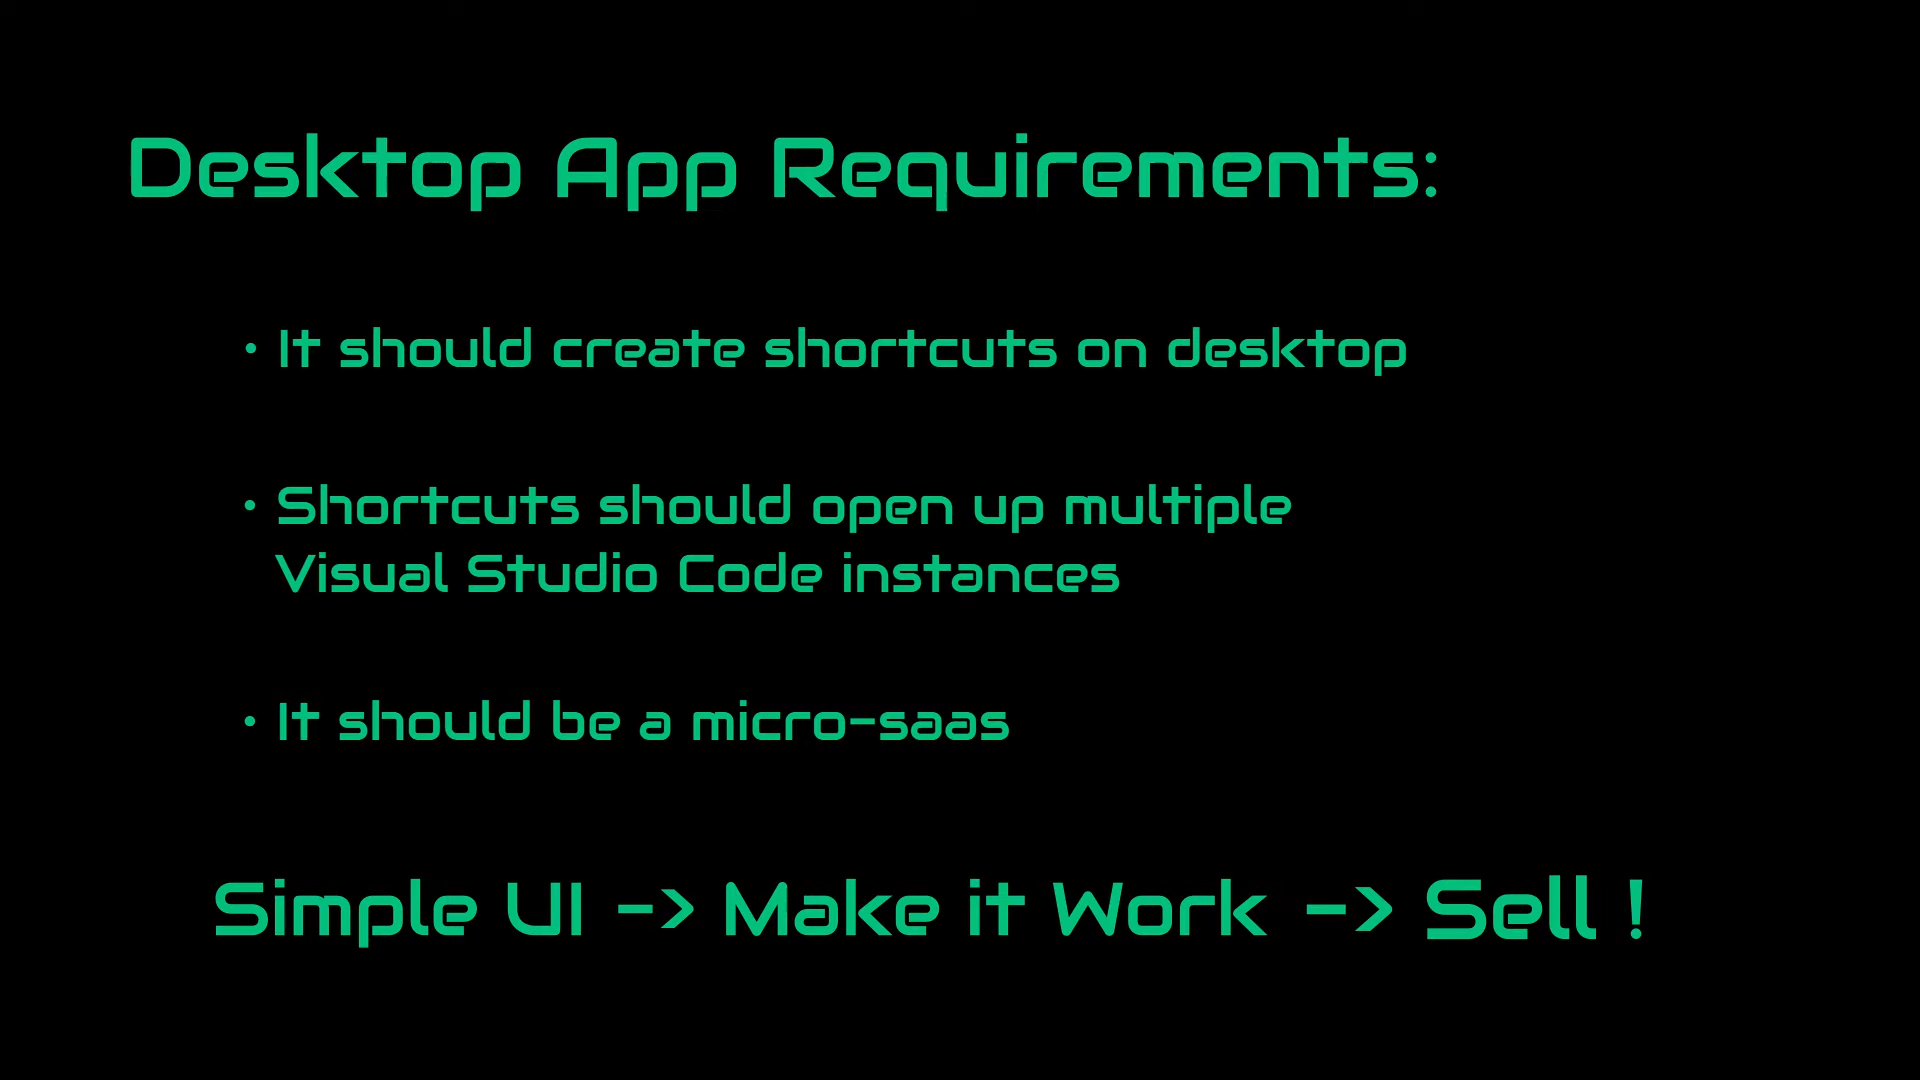 Desktop App Requirements:
• It should create shortcuts on desktop
• Shortcuts should open up multiple
Visual Studio Code instances
• It should be a micro-saas
Simple UI -> Make it Work -> Sell !